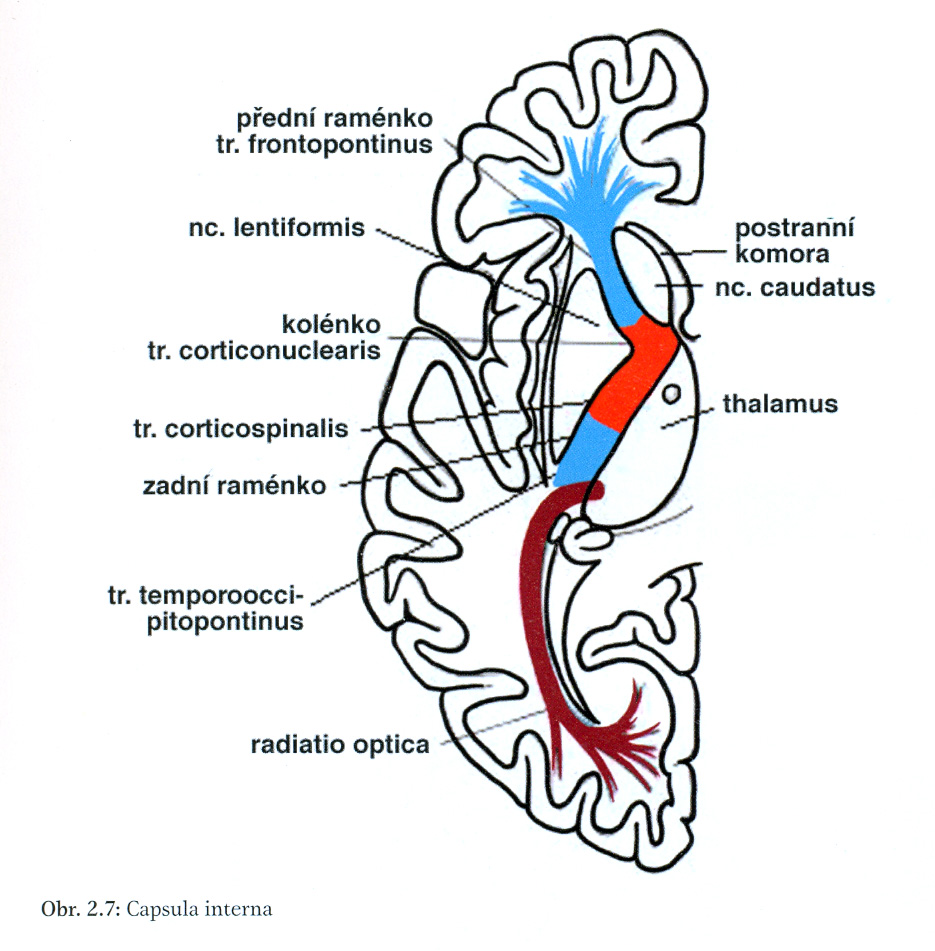 přední raménko
tr. frontopontinus
nc. lentiformis
postranní
komora
nc. caudatus
kolénko
tr. corticonuclearis
thalamus
tr. corticospinalis
zadní raménko
tr. temporoocci-
pitopontinus
radiatio optica
Obr. 2.7: Capsula interna